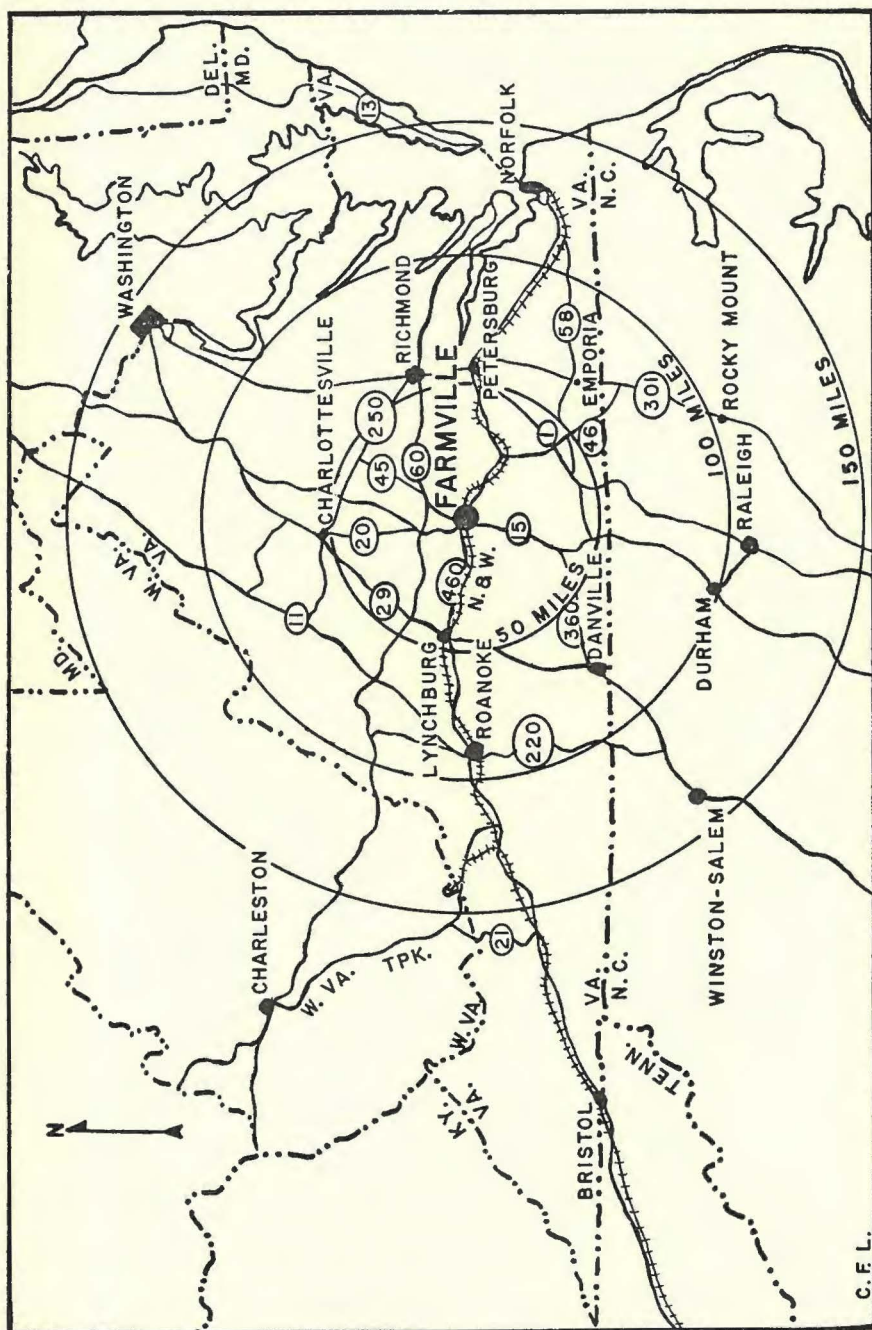 DEL.
MD.
VA.
13
WASHINGTON
NORFOLK
VA.
N.C.
MD.
W. VA.
VA.
CHARLOTTESVILLE
RICHMOND
PETERSBURG
FARMVILLE
250
45
60
20
29
11
15
460
N. & W.
58
EMPORIA
301
46
1
ROCKY MOUNT
RALEIGH
DURHAM
DANVILLE
360
50 MILES
100 MILES
150 MILES
LYNCHBURG
ROANOKE
220
WINSTON-SALEM
CHARLESTON
W. VA. TPK.
21
W. VA.
KY.
VA.
VA.
N.C.
TENN.
BRISTOL
N
C.F.L.